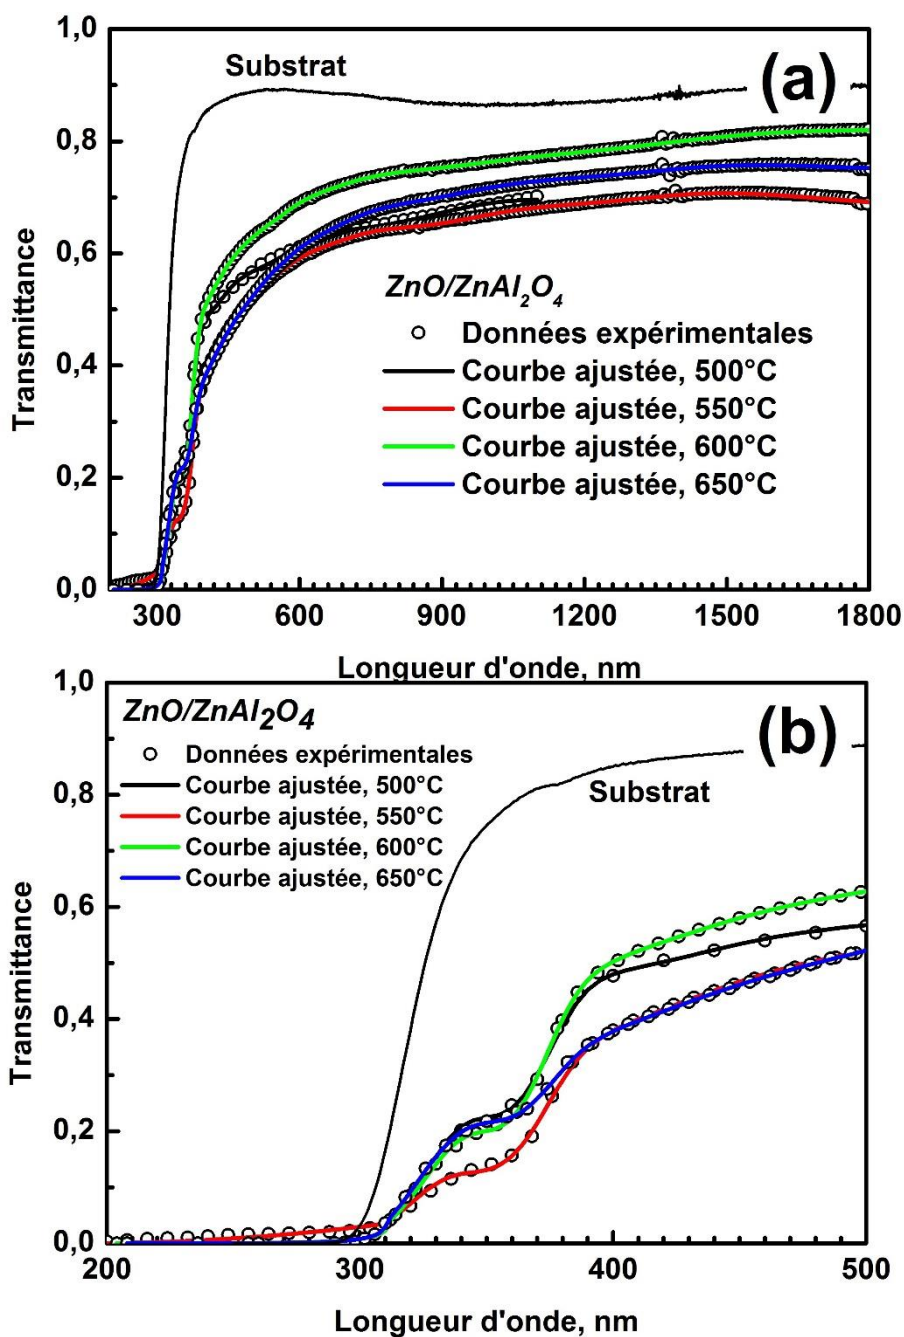 1,0
Substrat
(a)
0,8
0,6
ZnO/ZnAl2O4
Données expérimentales
0,4
Courbe ajustée, 500°C
Courbe ajustée, 550°C
Courbe ajustée, 600°C
0,2
Courbe ajustée, 650°C
0,0
Transmittance
300 600 900 1200 1500 1800
Longueur d'onde, nm
1,0
ZnO/ZnAl2O4
(b)
Données expérimentales
Courbe ajustée, 500°C
0,8
Substrat
Courbe ajustée, 550°C
Courbe ajustée, 600°C
Courbe ajustée, 650°C
0,6
0,4
0,2
0,0
Transmittance
200 300 400 500
Longueur d'onde, nm